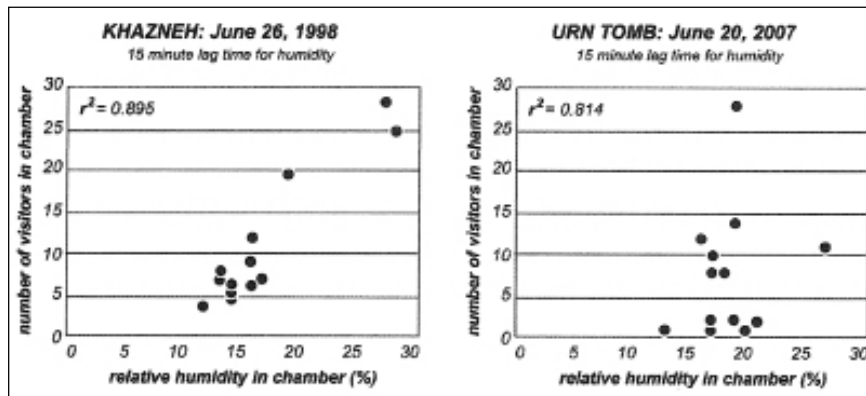 KHAZNEH: June 26, 1998
15 minute lag time for humidity
number of visitors in chamber
30
25
20
15
10
5
0
r² = 0.895
0 5 10 15 20 25 30
relative humidity in chamber (%)
URN TOMB: June 20, 2007
15 minute lag time for humidity
number of visitors in chamber
30
25
20
15
10
5
0
r² = 0.814
0 5 10 15 20 25 30
relative humidity in chamber (%)